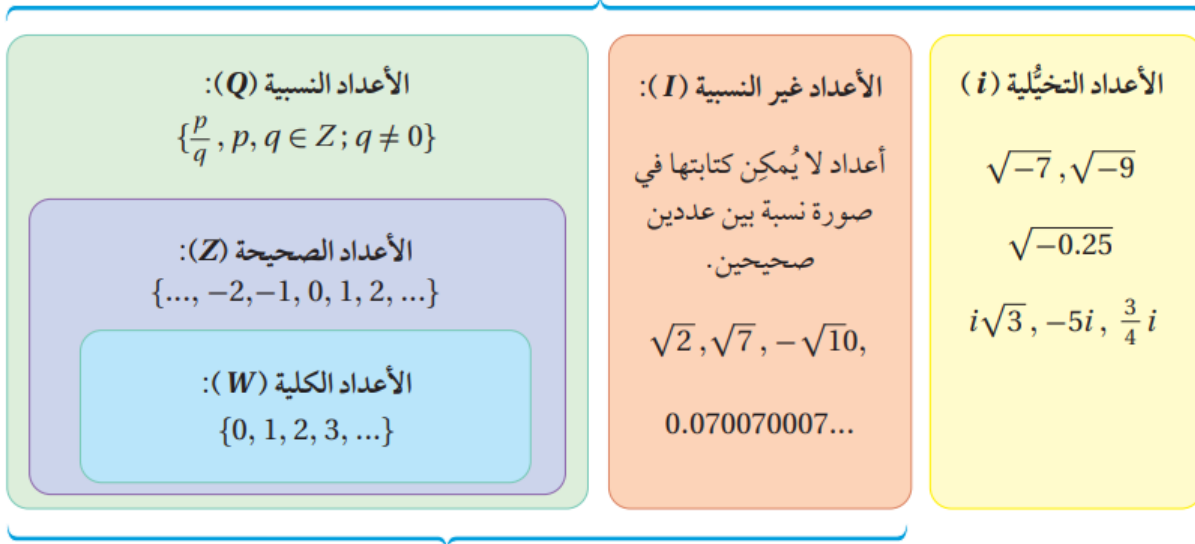 الأعداد التخيُّلية (i)
√−7 , √−9
√−0.25
i√3 , −5i , 3/4 i
الأعداد غير النسبية (I):
أعداد لا يُمكِن كتابتها في
صورة نسبة بين عددين
صحيحين.
√2 , √7 , −√10,
0.070070007...
الأعداد النسبية (Q):
{p/q , p, q ∈ Z ; q ≠ 0}
الأعداد الصحيحة (Z):
{..., −2,−1, 0, 1, 2, ...}
الأعداد الكلية (W):
{0, 1, 2, 3, ...}